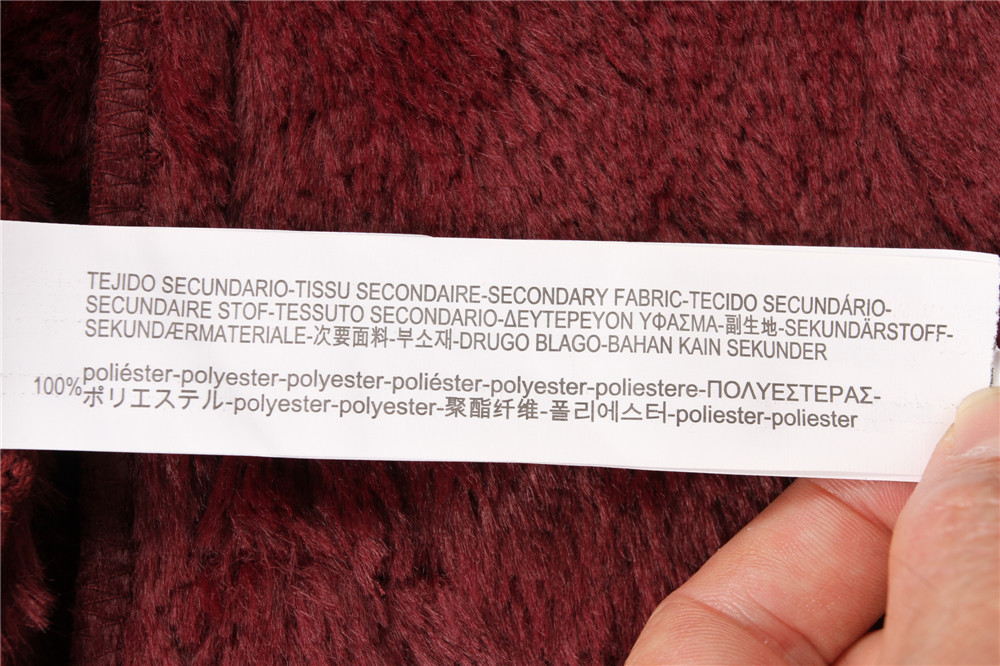 TEJIDO SECUNDARIO-TISSU SECONDAIRE-SECONDARY FABRIC-TECIDO SECUNDÁRIO-
SECUNDAIRE STOF-TESSUTO SECONDARIO-ΔΕΥΤΕΡΕΥΟΝ ΥΦΑΣΜΑ-副生地-SEKUNDÄRSTOFF-
SEKUNDÆRMATERIALE-次要面料-부소재-DRUGO BLAGO-BAHAN KAIN SEKUNDER
100% poliéster-polyester-polyester-poliéster-polyester-poliestere-ΠΟΛΥΕΣΤΕΡΑΣ-
ポリエステル-polyester-polyester-聚酯纤维-폴리에스터-poliester-poliester